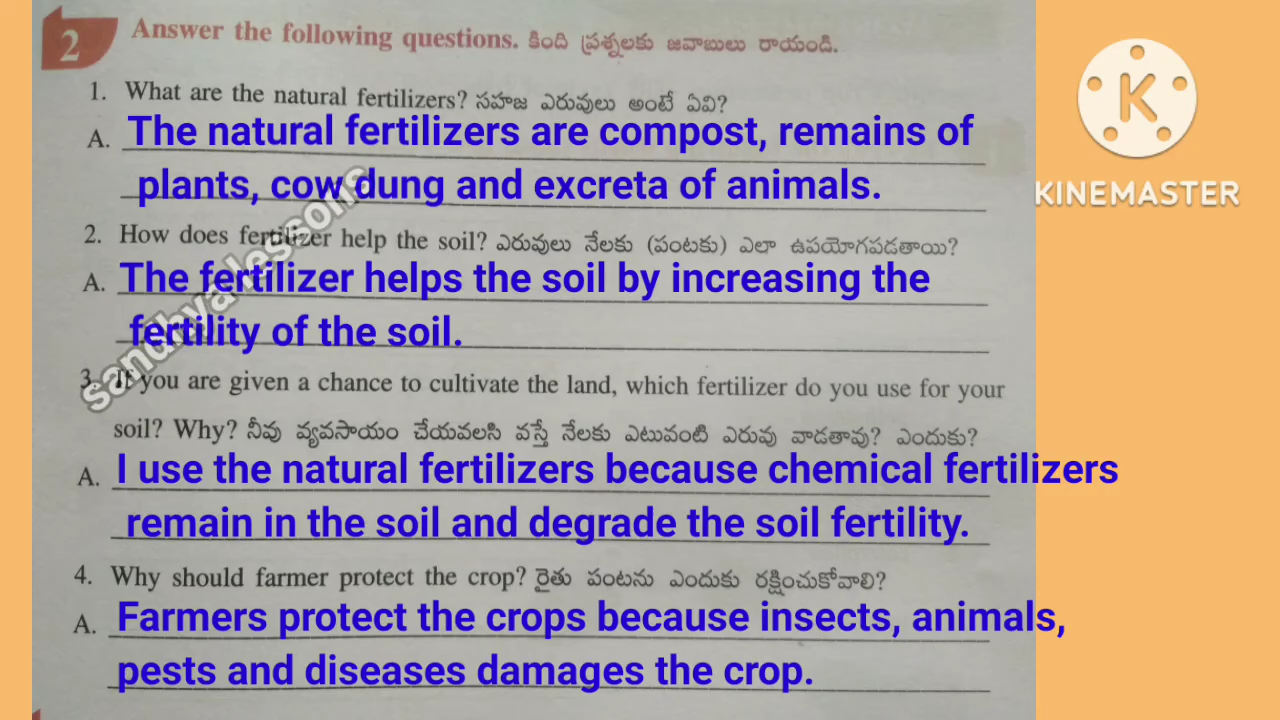 2 Answer the following questions. కింది ప్రశ్నలకు జవాబులు రాయండి.
1. What are the natural fertilizers? సహజ ఎరువులు అంటే ఏవి?
A. The natural fertilizers are compost, remains of
plants, cow dung and excreta of animals.
2. How does fertilizer help the soil? ఎరువులు నేలకు (పంటకు) ఎలా ఉపయోగపడతాయి?
A. The fertilizer helps the soil by increasing the
fertility of the soil.
3. If you are given a chance to cultivate the land, which fertilizer do you use for your
soil? Why? నీవు వ్యవసాయం చేయవలసి వస్తే నేలకు ఎటువంటి ఎరువు వాడతావు? ఎందుకు?
A. I use the natural fertilizers because chemical fertilizers
remain in the soil and degrade the soil fertility.
4. Why should farmer protect the crop? రైతు పంటను ఎందుకు రక్షించుకోవాలి?
A. Farmers protect the crops because insects, animals,
pests and diseases damages the crop.
sandhya lessons
K
KINEMASTER